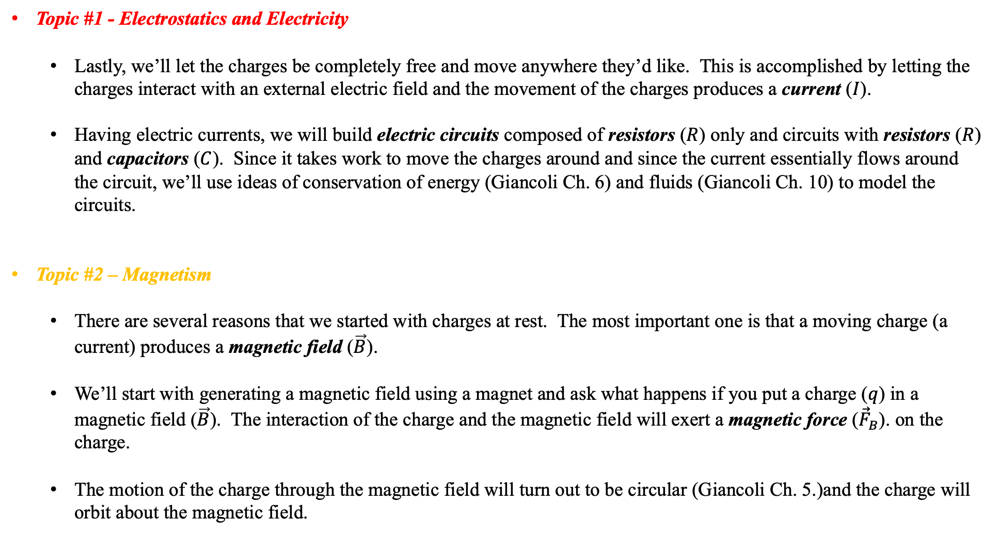 • Topic #1 - Electrostatics and Electricity
• Lastly, we’ll let the charges be completely free and move anywhere they’d like.  This is accomplished by letting the
charges interact with an external electric field and the movement of the charges produces a current (𝐼).
• Having electric currents, we will build electric circuits composed of resistors (𝑅) only and circuits with resistors (𝑅)
and capacitors (𝐶).  Since it takes work to move the charges around and since the current essentially flows around
the circuit, we’ll use ideas of conservation of energy (Giancoli Ch. 6) and fluids (Giancoli Ch. 10) to model the
circuits.
• Topic #2 – Magnetism
• There are several reasons that we started with charges at rest.  The most important one is that a moving charge (a
current) produces a magnetic field (𝐵⃗).
• We’ll start with generating a magnetic field using a magnet and ask what happens if you put a charge (𝑞) in a
magnetic field (𝐵⃗).  The interaction of the charge and the magnetic field will exert a magnetic force (𝐹⃗_𝐵). on the
charge.
• The motion of the charge through the magnetic field will turn out to be circular (Giancoli Ch. 5.)and the charge will
orbit about the magnetic field.